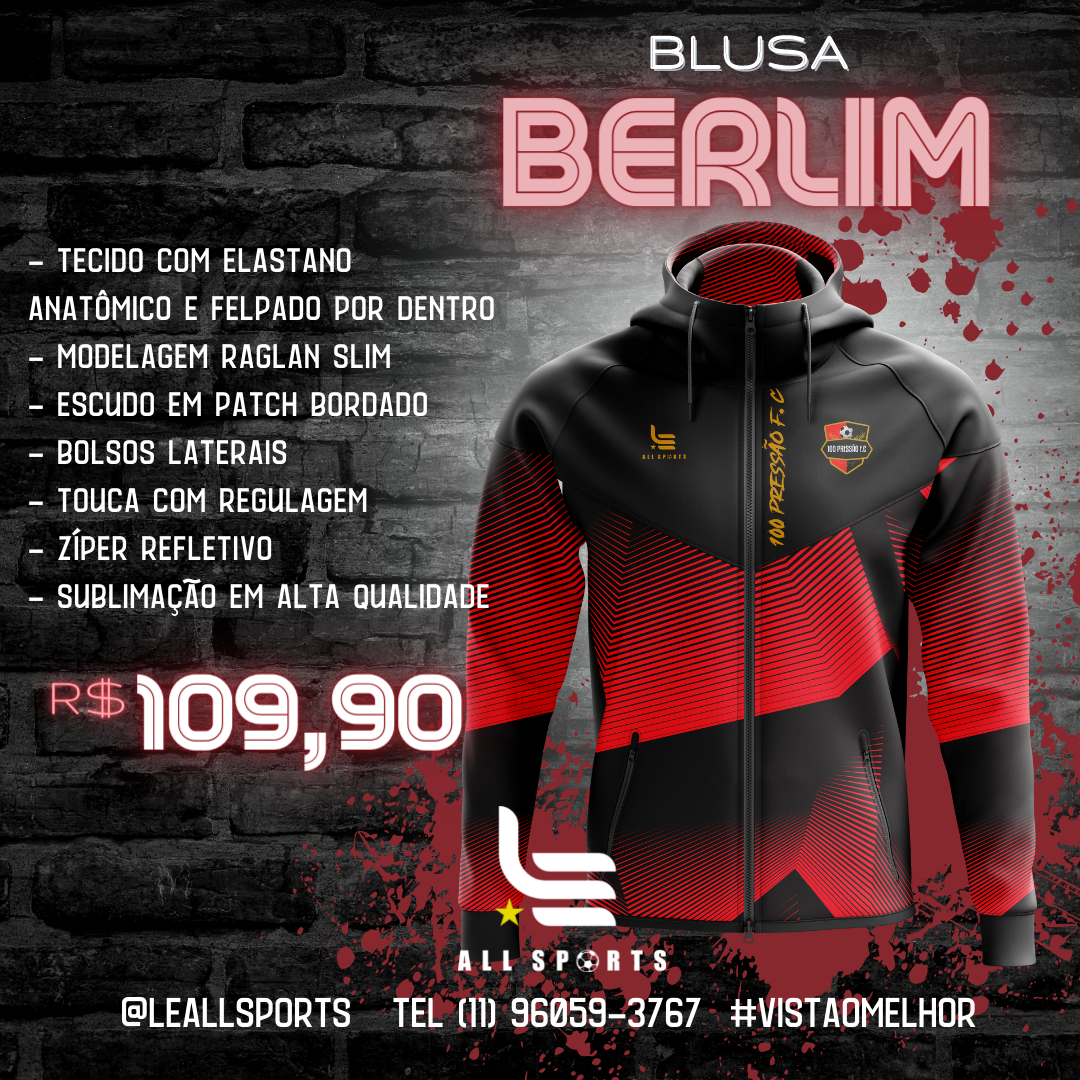 BLUSA
BERLIM
- TECIDO COM ELASTANO
ANATÔMICO E FELPADO POR DENTRO
- MODELAGEM RAGLAN SLIM
- ESCUDO EM PATCH BORDADO
- BOLSOS LATERAIS
- TOUCA COM REGULAGEM
- ZÍPER REFLETIVO
- SUBLIMAÇÃO EM ALTA QUALIDADE
R$ 109,90
ALL SPORTS
100 PRESSÃO F.C
100 PRESSÃO F.C
LE
ALL SPORTS
@LEALLSPORTS TEL (11) 96059-3767 #VISTAOMELHOR